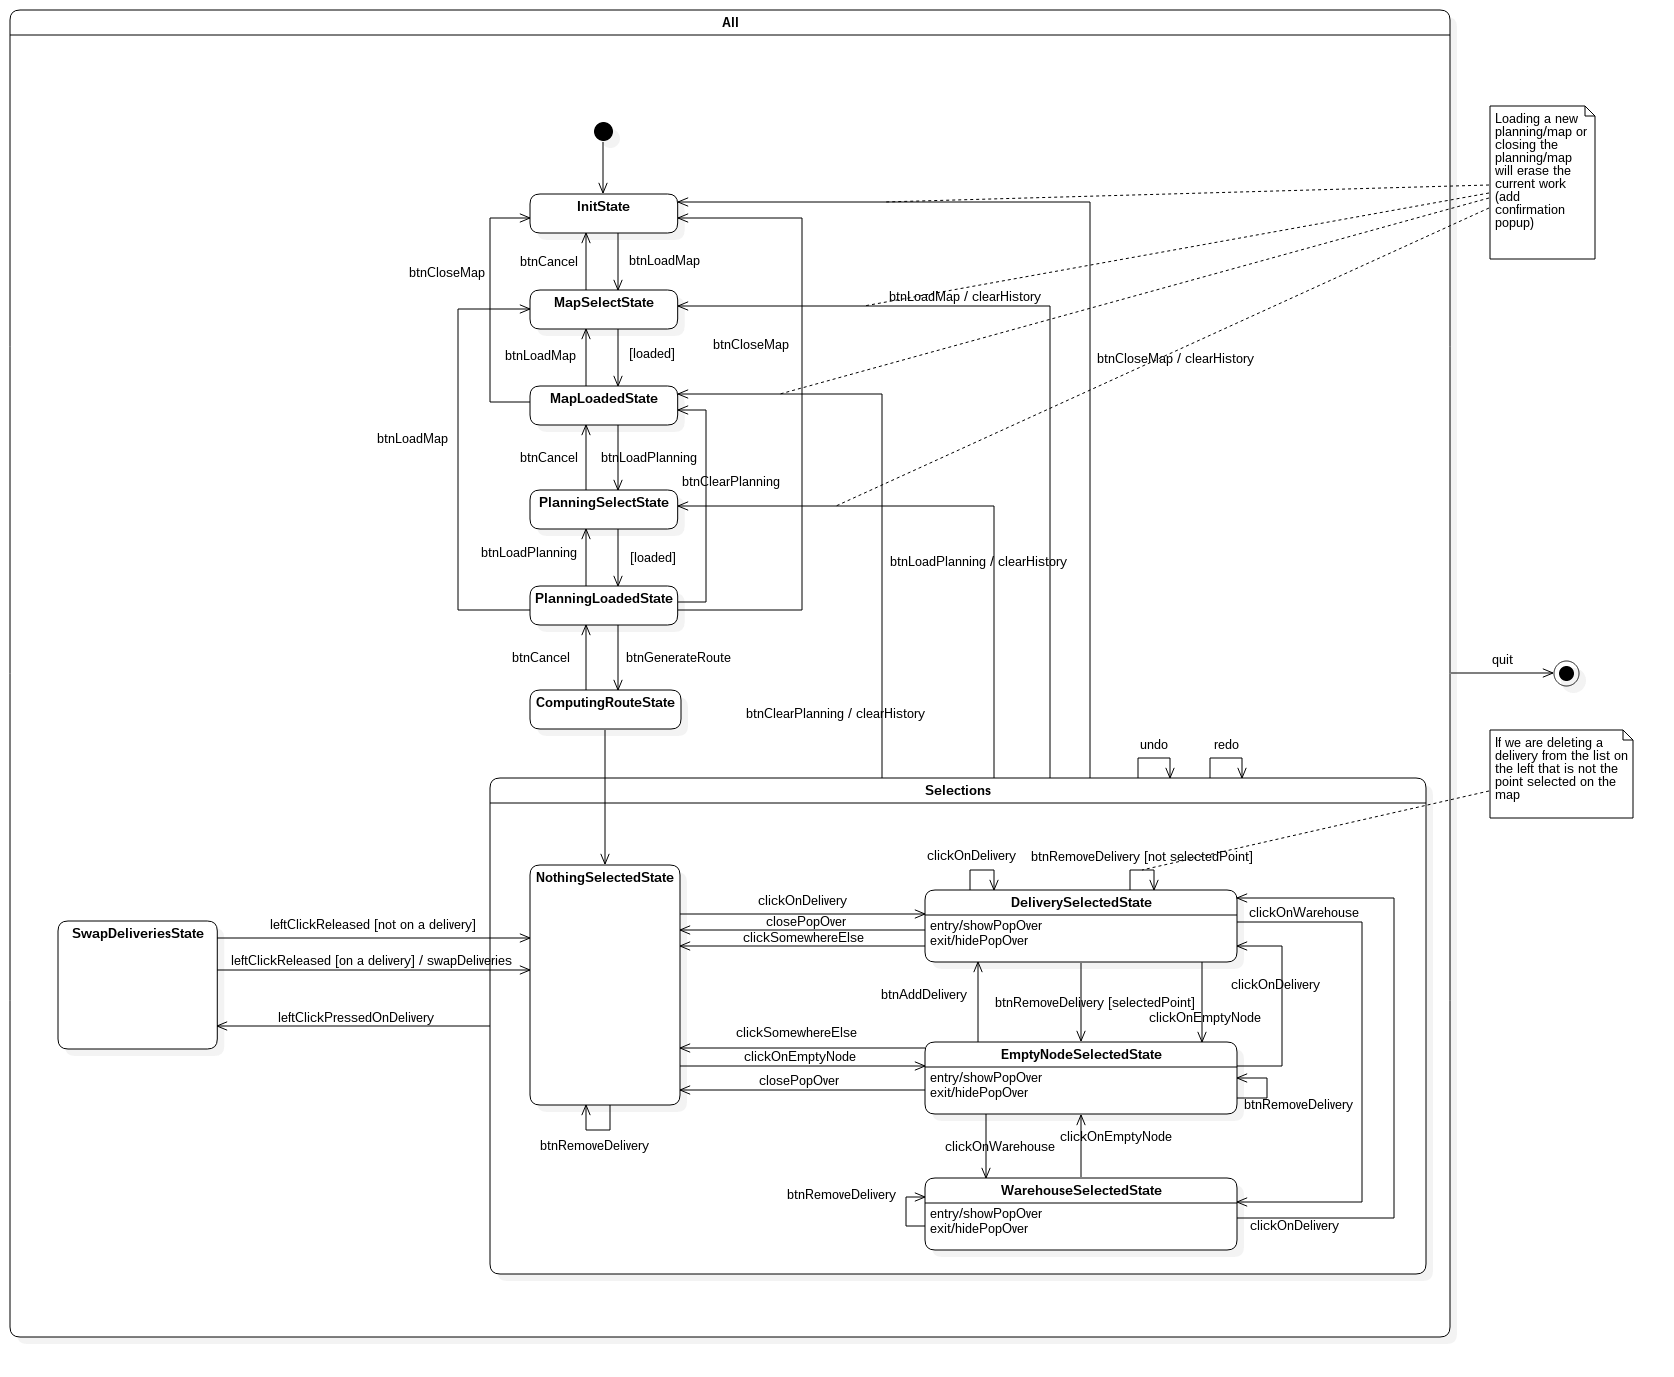 All
Loading a new
planning/map or
closing the
planning/map
will erase the
current work
(add
confirmation
popup)
InitState
btnCloseMap
btnCancel
btnLoadMap
MapSelectState
btnLoadMap / clearHistory
btnLoadMap
[loaded]
btnCloseMap
btnCloseMap / clearHistory
MapLoadedState
btnLoadMap
btnCancel
btnLoadPlanning
btnClearPlanning
PlanningSelectState
btnLoadPlanning
[loaded]
btnLoadPlanning / clearHistory
PlanningLoadedState
btnCancel
btnGenerateRoute
quit
ComputingRouteState
btnClearPlanning / clearHistory
undo
redo
If we are deleting a
delivery from the list on
the left that is not the
point selected on the
map
Selections
clickOnDelivery
btnRemoveDelivery [not selectedPoint]
NothingSelectedState
DeliverySelectedState
entry/showPopOver
exit/hidePopOver
clickOnDelivery
closePopOver
clickSomewhereElse
clickOnWarehouse
SwapDeliveriesState
leftClickReleased [not on a delivery]
leftClickReleased [on a delivery] / swapDeliveries
leftClickPressedOnDelivery
btnAddDelivery
btnRemoveDelivery [selectedPoint]
clickOnDelivery
clickOnEmptyNode
clickSomewhereElse
clickOnEmptyNode
closePopOver
EmptyNodeSelectedState
entry/showPopOver
exit/hidePopOver
btnRemoveDelivery
btnRemoveDelivery
clickOnWarehouse
clickOnEmptyNode
btnRemoveDelivery
WarehouseSelectedState
entry/showPopOver
exit/hidePopOver
clickOnDelivery